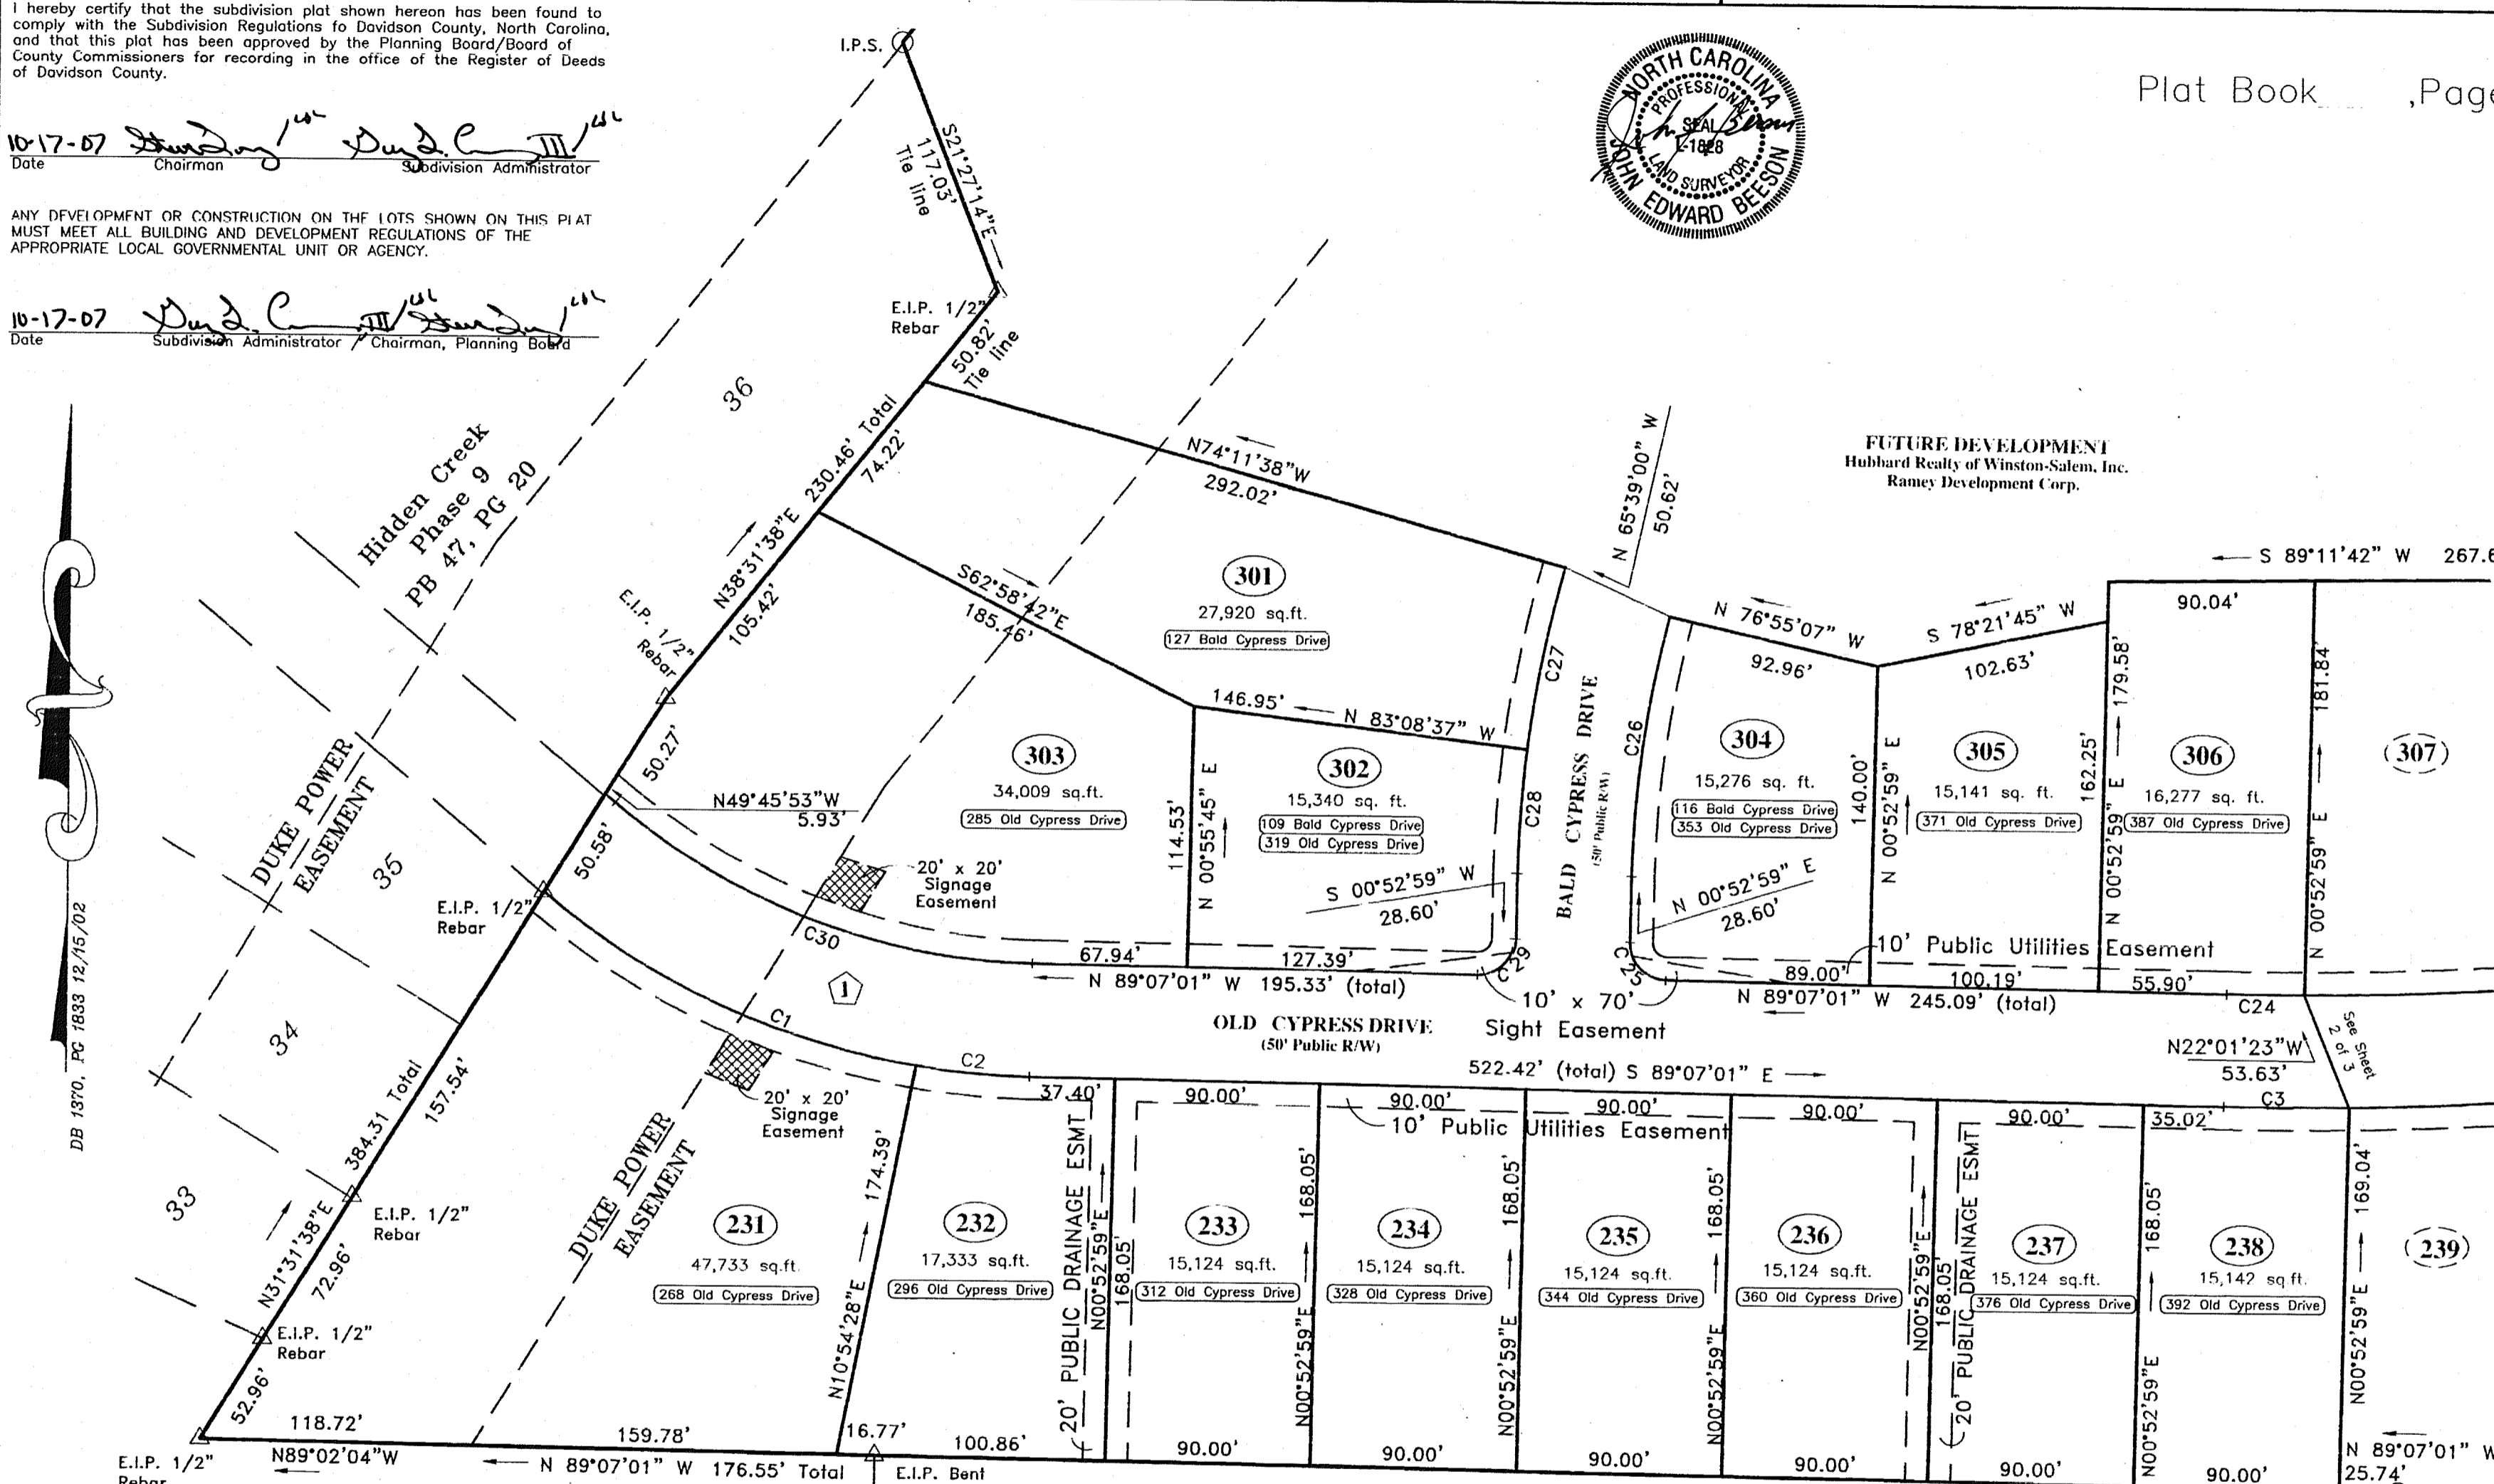 I hereby certify that the subdivision plat shown hereon has been found to
comply with the Subdivision Regulations fo Davidson County, North Carolina,
and that this plat has been approved by the Planning Board/Board of
County Commissioners for recording in the office of the Register of Deeds
of Davidson County.
10-17-07
Date Chairman Subdivision Administrator
ANY DEVELOPMENT OR CONSTRUCTION ON THE LOTS SHOWN ON THIS PLAT
MUST MEET ALL BUILDING AND DEVELOPMENT REGULATIONS OF THE
APPROPRIATE LOCAL GOVERNMENTAL UNIT OR AGENCY.
10-17-07
Date Subdivision Administrator / Chairman, Planning Board
I.P.S.
S21°27'14"E
117.03'
Tie line
NORTH CAROLINA
PROFESSIONAL
SEAL
L-1828
LAND SURVEYOR
JOHN EDWARD BEESON
Plat Book ,Page
E.I.P. 1/2"
Rebar
50.82'
Tie line
36
Hidden Creek
Phase 9
PB 47, PG 20
N38°31'38"E 230.46' Total
74.22'
105.42'
E.I.P. 1/2"
Rebar
N74°11'38"W
292.02'
N 65°39'00" W
50.62'
FUTURE DEVELOPMENT
Hubbard Realty of Winston-Salem, Inc.
Ramey Development Corp.
S 89°11'42" W 267.6
90.04'
S62°58'42"E
185.46'
301
27,920 sq.ft.
127 Bald Cypress Drive
C27
146.95' N 83°08'37" W
N 76°55'07" W
92.96'
S 78°21'45" W
102.63'
179.58'
181.84'
50.27'
N49°45'53"W
5.93'
303
34,009 sq.ft.
285 Old Cypress Drive
114.53'
N 00°55'45" E
302
15,340 sq. ft.
109 Bald Cypress Drive
319 Old Cypress Drive
S 00°52'59" W
28.60'
C28
BALD CYPRESS DRIVE
(50' Public R/W)
C26
304
15,276 sq. ft.
116 Bald Cypress Drive
353 Old Cypress Drive
N 00°52'59" E
28.60'
140.00'
N 00°52'59" E
305
15,141 sq. ft.
371 Old Cypress Drive
162.25'
N 00°52'59" E
306
16,277 sq. ft.
387 Old Cypress Drive
N 00°52'59" E
307
DUKE POWER
EASEMENT
35
50.58'
E.I.P. 1/2"
Rebar
20' x 20'
Signage
Easement
C30
67.94'
127.39'
C29
C25
10' Public Utilities Easement
89.00'
100.19'
55.90'
N 89°07'01" W 195.33' (total)
10' x 70'
Sight Easement
N 89°07'01" W 245.09' (total)
C24
1
C1
C2
OLD CYPRESS DRIVE
(50' Public R/W)
522.42' (total) S 89°07'01" E
N22°01'23"W
53.63'
See Sheet
2 of 3
C3
DB 1370, PG 1833 12/15/02
34
33
384.31 Total
157.54'
N31°31'38"E
72.96'
E.I.P. 1/2"
Rebar
E.I.P. 1/2"
Rebar
52.96'
20' x 20'
Signage
Easement
37.40'
90.00'
90.00'
90.00'
90.00'
90.00'
35.02'
10' Public Utilities Easement
DUKE POWER
EASEMENT
231
47,733 sq.ft.
268 Old Cypress Drive
N10°54'28"E
174.39'
232
17,333 sq.ft.
296 Old Cypress Drive
20' PUBLIC DRAINAGE ESMT
N00°52'59"E
168.05'
233
15,124 sq.ft.
312 Old Cypress Drive
N00°52'59"E
168.05'
234
15,124 sq.ft.
328 Old Cypress Drive
N00°52'59"E
168.05'
235
15,124 sq.ft.
344 Old Cypress Drive
N00°52'59"E
168.05'
236
15,124 sq.ft.
360 Old Cypress Drive
N00°52'59"E
168.05'
20' PUBLIC DRAINAGE ESMT
237
15,124 sq.ft.
376 Old Cypress Drive
N00°52'59"E
168.05'
238
15,142 sq.ft.
392 Old Cypress Drive
N00°52'59"E
169.04'
239
118.72'
159.78'
16.77'
100.86'
90.00'
90.00'
90.00'
90.00'
90.00'
90.00'
N 89°07'01" W
25.74'
E.I.P. 1/2"
Rebar
N89°02'04"W
N 89°07'01" W 176.55' Total
E.I.P. Bent